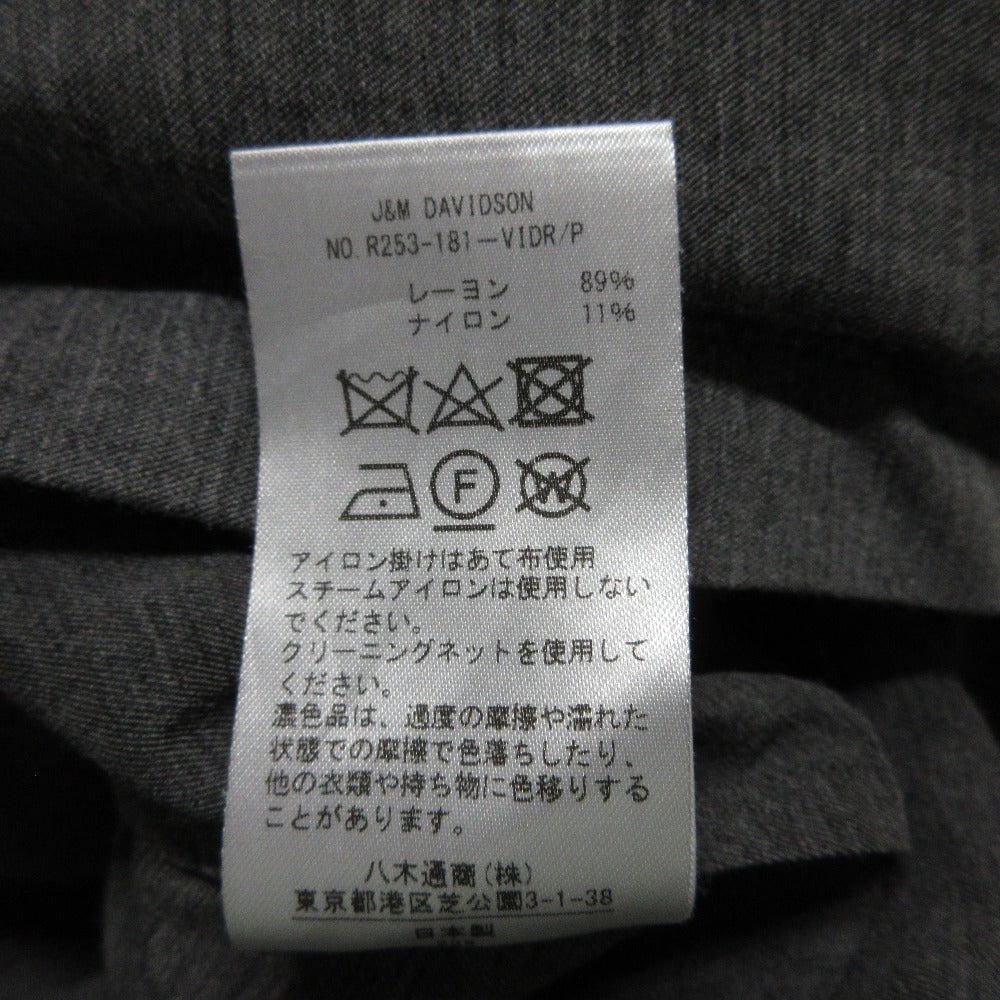 J&M DAVIDSON
NO.R253-181-VIDR/P
レーヨン 89%
ナイロン 11%
F
W
アイロン掛けはあて布使用
スチームアイロンは使用しない
でください。
クリーニングネットを使用して
ください。
濃色品は、過度の摩擦や濡れた
状態での摩擦で色落ちしたり、
他の衣類や持ち物に色移りする
ことがあります。
八木通商(株)
東京都港区芝公園3-1-38
日本製